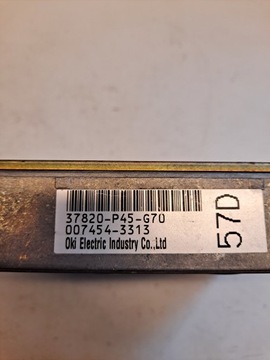 37820-P45-G70
007454-3313
Oki Electric Industry Co.,Ltd
57D